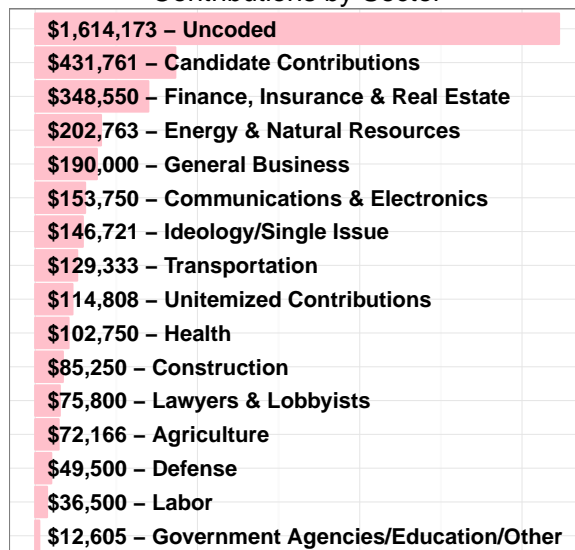 Contributions by Sector
$1,614,173 – Uncoded
$431,761 – Candidate Contributions
$348,550 – Finance, Insurance & Real Estate
$202,763 – Energy & Natural Resources
$190,000 – General Business
$153,750 – Communications & Electronics
$146,721 – Ideology/Single Issue
$129,333 – Transportation
$114,808 – Unitemized Contributions
$102,750 – Health
$85,250 – Construction
$75,800 – Lawyers & Lobbyists
$72,166 – Agriculture
$49,500 – Defense
$36,500 – Labor
$12,605 – Government Agencies/Education/Other